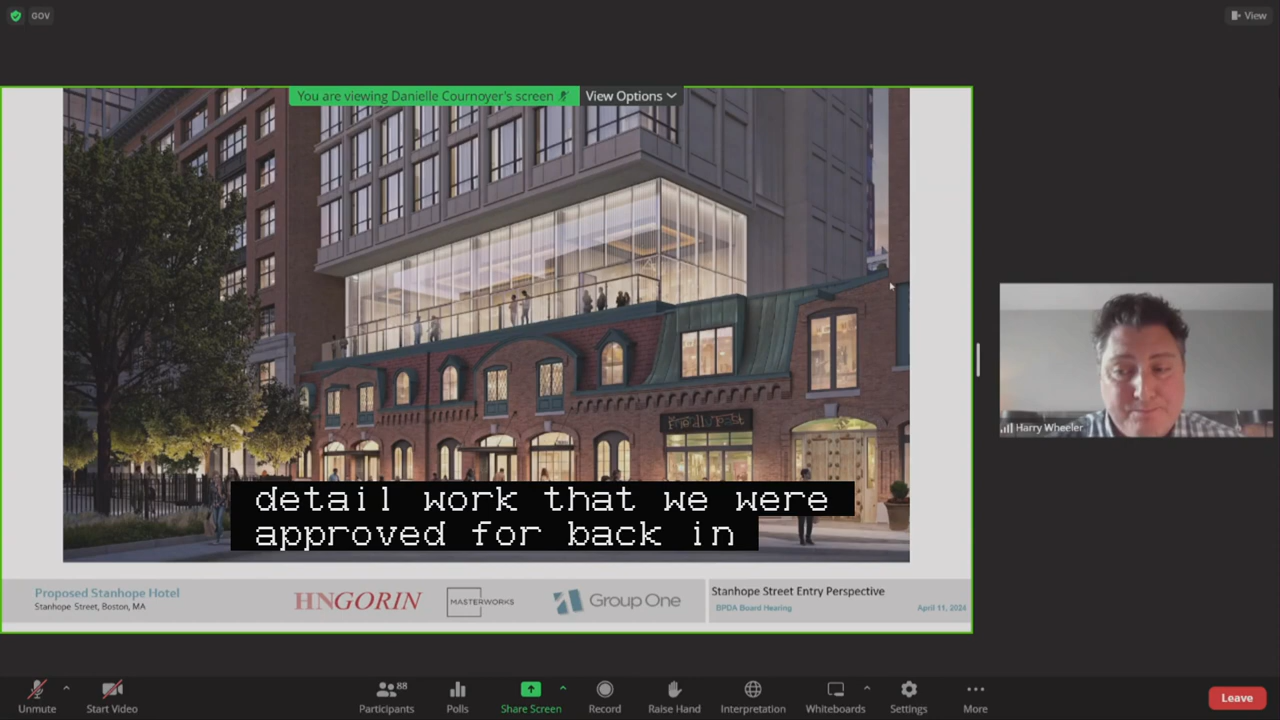 GOV
View
You are viewing Danielle Cournoyer's screen
View Options
Friendly Toast
detail work that we were
approved for back in
Harry Wheeler
Proposed Stanhope Hotel
Stanhope Street, Boston, MA
HNGORIN
MASTERWORKS
Group One
Stanhope Street Entry Perspective
BPDA Board Hearing
April 11, 2024
Unmute
Start Video
Participants
88
Polls
Share Screen
Record
Raise Hand
Interpretation
Whiteboards
Settings
More
Leave